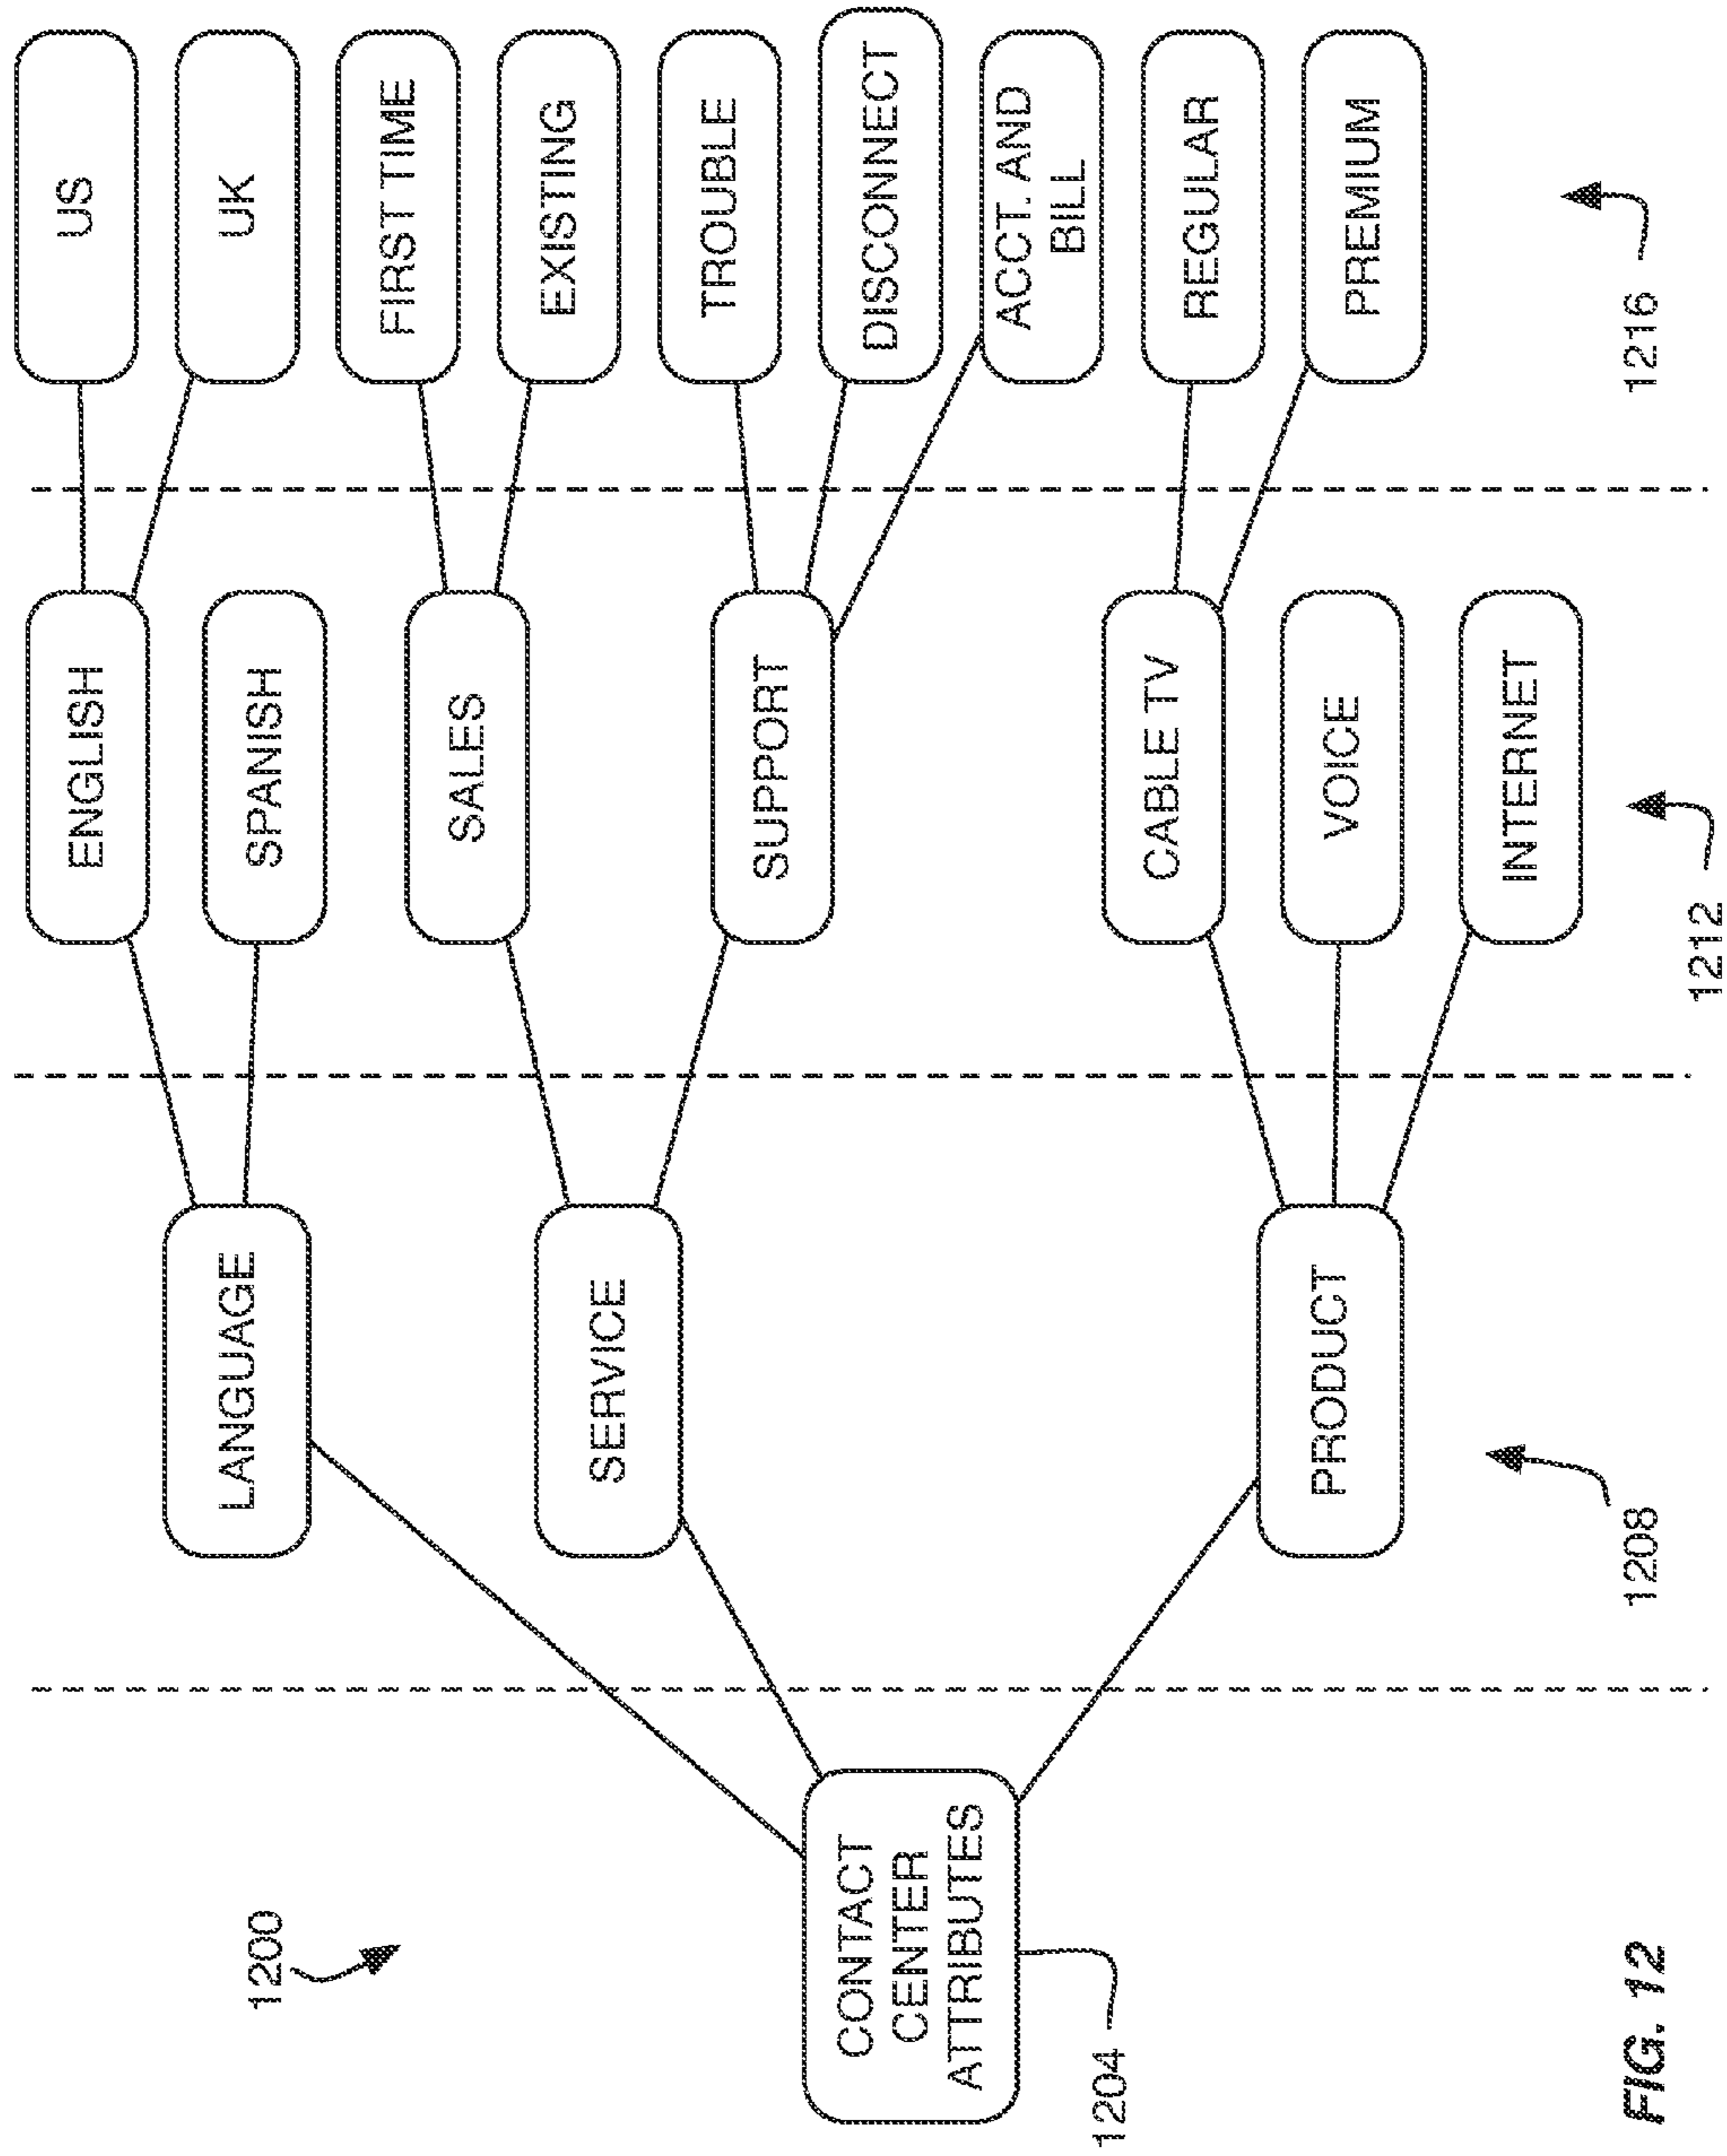 1200
CONTACT
CENTER
ATTRIBUTES
1204
LANGUAGE
SERVICE
PRODUCT
1208
ENGLISH
SPANISH
SALES
SUPPORT
CABLE TV
VOICE
INTERNET
1212
US
UK
FIRST TIME
EXISTING
TROUBLE
DISCONNECT
ACCT. AND
BILL
REGULAR
PREMIUM
1216
FIG. 12